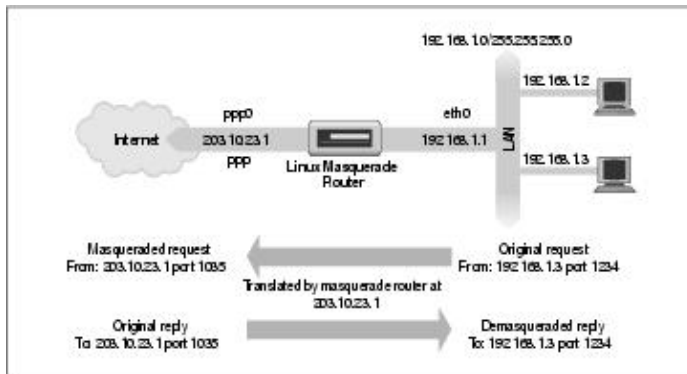 192.168.1.0/255.255.255.0
192.168.1.2
ppp0
eth0
Internet
203.10.23.1
192.168.1.1
LAN
PPP
Linux Masquerade
Router
192.168.1.3
Masqueraded request
From: 203.10.23.1 port 1035
Original request
From: 192.168.1.3 port 1234
Translated by masquerade router at
203.10.23.1
Original reply
To: 203.10.23.1 port 1035
Demasqueraded reply
To: 192.168.1.3 port 1234